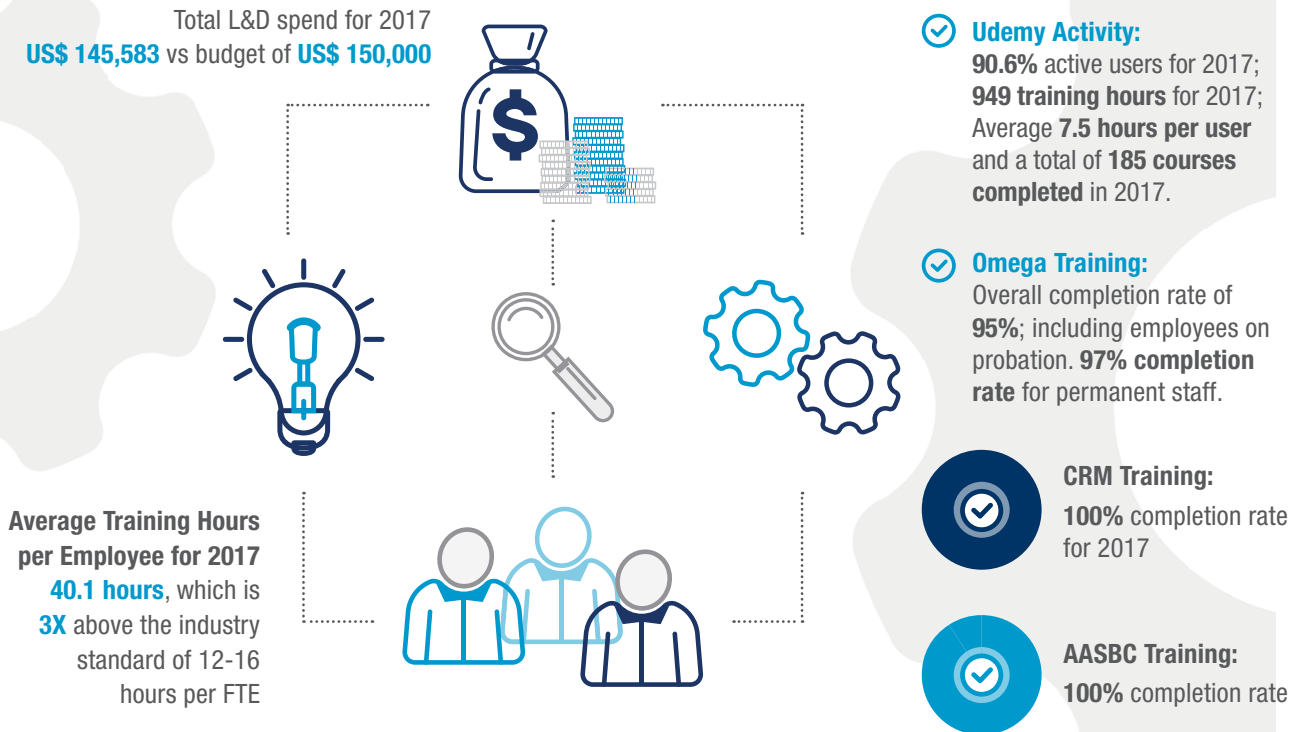 Total L&D spend for 2017
US$ 145,583 vs budget of US$ 150,000
$
Average Training Hours
per Employee for 2017
40.1 hours, which is
3X above the industry
standard of 12-16
hours per FTE
Udemy Activity:
90.6% active users for 2017;
949 training hours for 2017;
Average 7.5 hours per user
and a total of 185 courses
completed in 2017.
Omega Training:
Overall completion rate of
95%; including employees on
probation. 97% completion
rate for permanent staff.
CRM Training:
100% completion rate
for 2017
AASBC Training:
100% completion rate